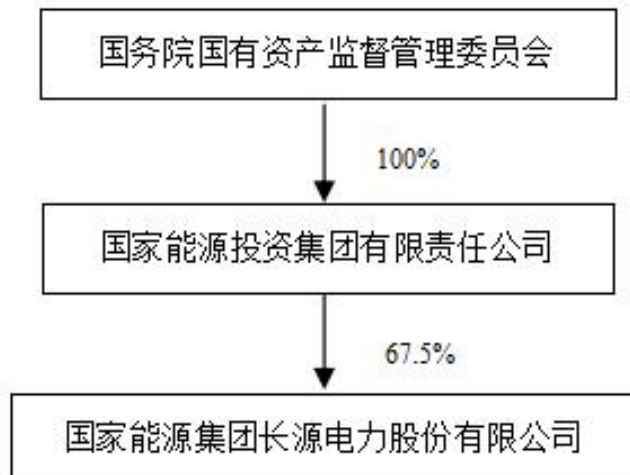 国务院国有资产监督管理委员会
100%
国家能源投资集团有限责任公司
67.5%
国家能源集团长源电力股份有限公司